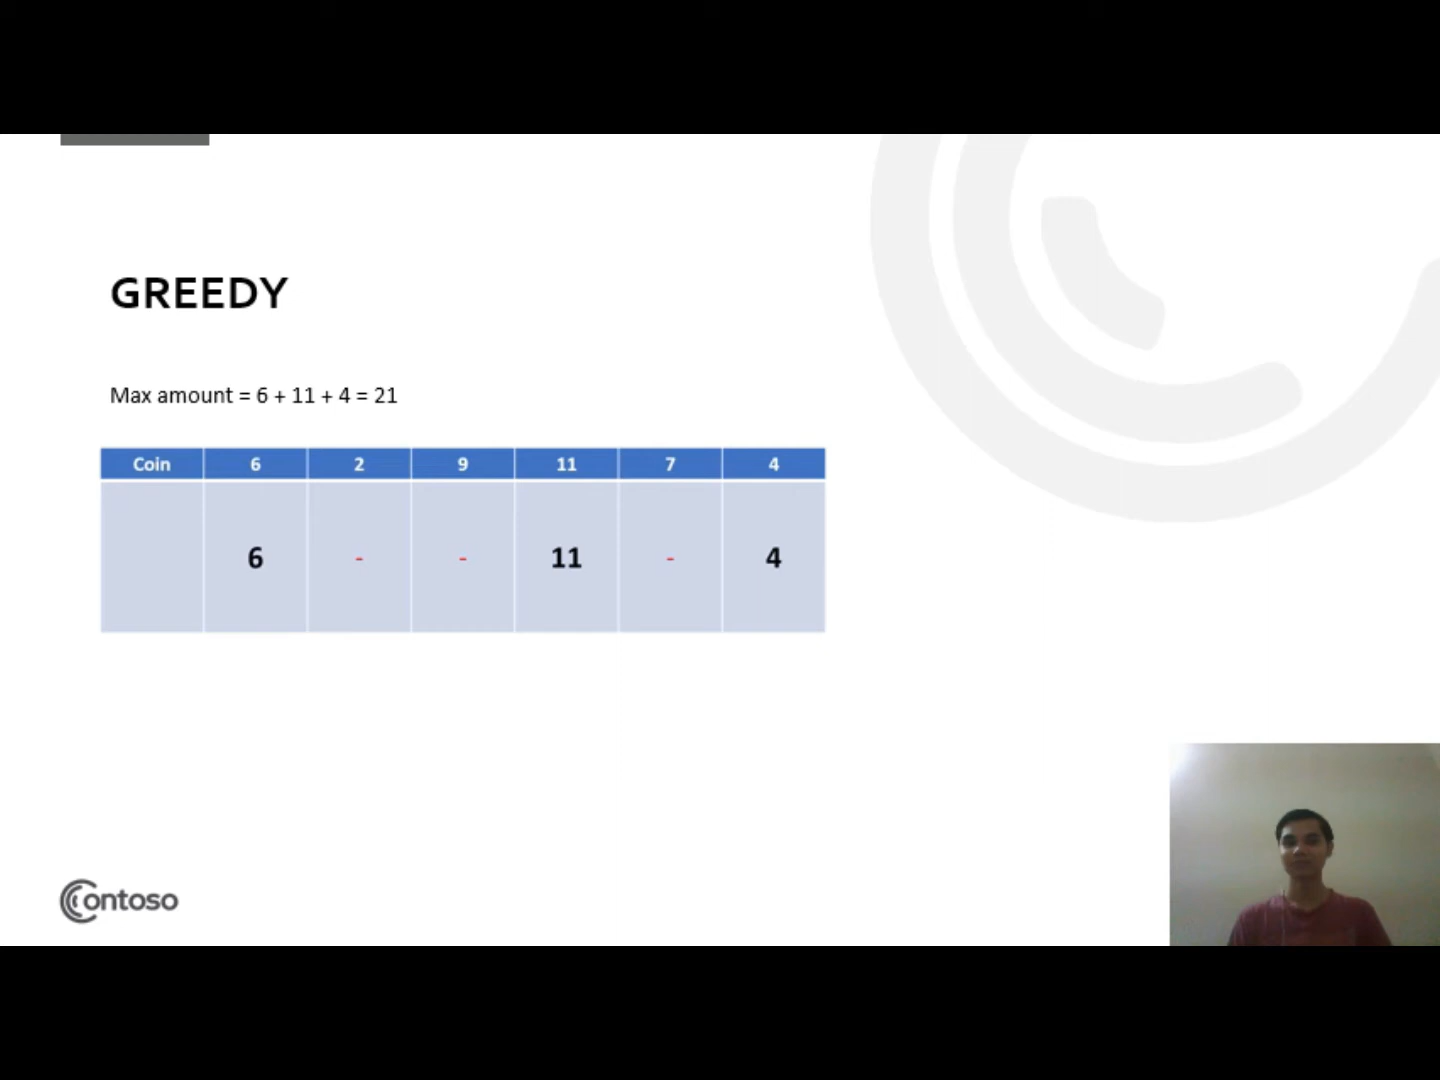 GREEDY
Max amount = 6 + 11 + 4 = 21
Coin 6 2 9 11 7 4
6 - - 11 - 4
Contoso